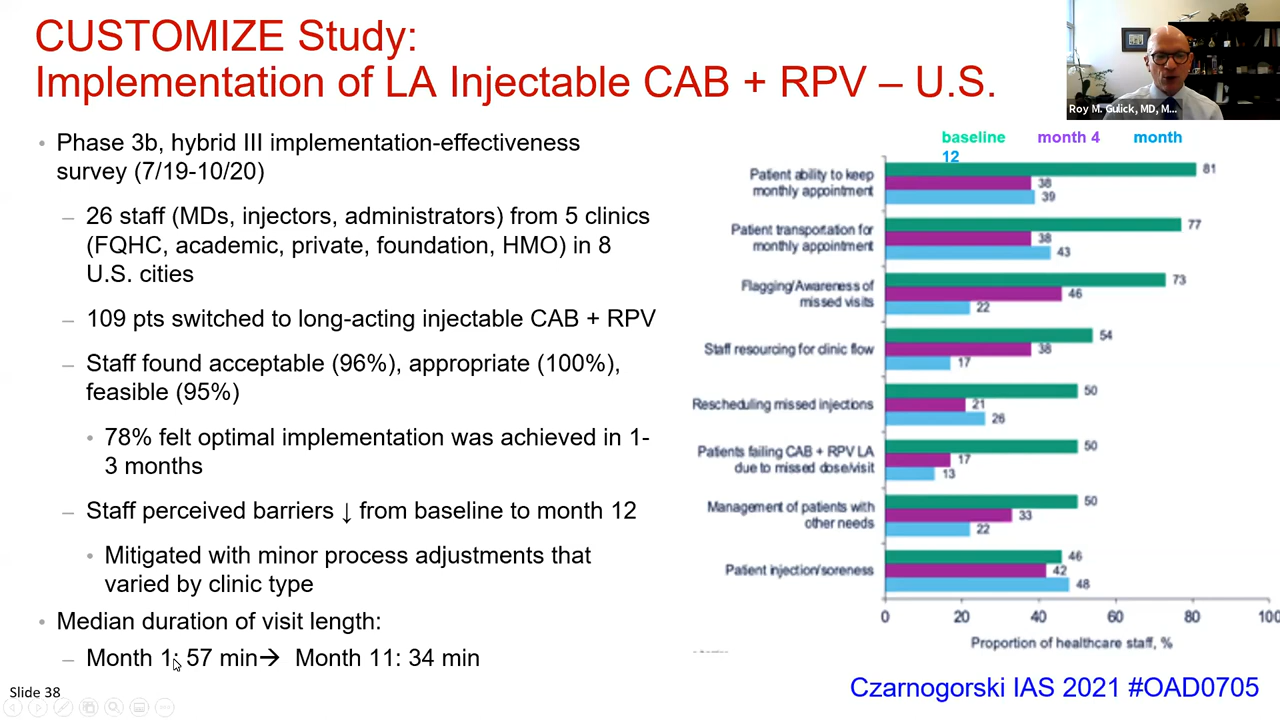 CUSTOMIZE Study:
Implementation of LA Injectable CAB + RPV – U.S.
Roy M. Gulick, MD, M...
• Phase 3b, hybrid III implementation-effectiveness
survey (7/19-10/20)
– 26 staff (MDs, injectors, administrators) from 5 clinics
(FQHC, academic, private, foundation, HMO) in 8
U.S. cities
– 109 pts switched to long-acting injectable CAB + RPV
– Staff found acceptable (96%), appropriate (100%),
feasible (95%)
• 78% felt optimal implementation was achieved in 1-
3 months
– Staff perceived barriers ↓ from baseline to month 12
• Mitigated with minor process adjustments that
varied by clinic type
• Median duration of visit length:
– Month 1: 57 min→ Month 11: 34 min
baseline month 4 month
12
Patient ability to keep
monthly appointment
81
38
39
Patient transportation for
monthly appointment
77
38
43
Flagging/Awareness of
missed visits
73
46
22
Staff resourcing for clinic flow
54
38
17
Rescheduling missed injections
50
21
26
Patients failing CAB + RPV LA
due to missed dose/visit
50
17
13
Management of patients with
other needs
50
33
22
Patient injection/soreness
46
42
48
0 20 40 60 80 100
Proportion of healthcare staff, %
Czarnogorski IAS 2021 #OAD0705
Slide 38